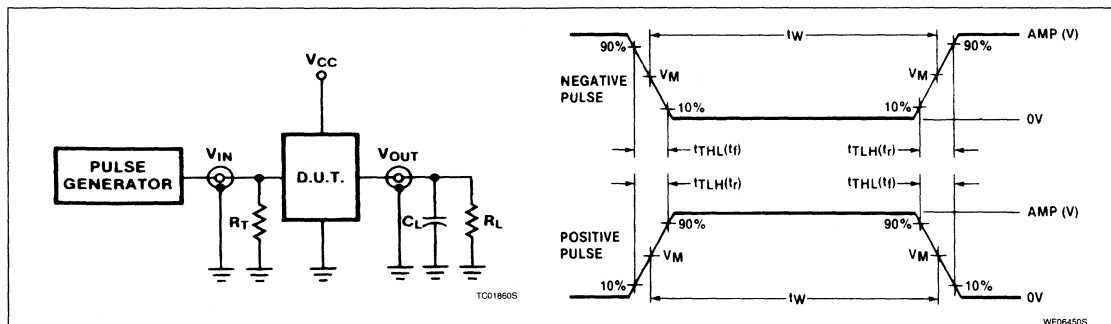 VCC
PULSE
GENERATOR
VIN
RT
D.U.T.
VOUT
CL
RL
TC01860S
NEGATIVE
PULSE
90%
VM
10%
tW
10%
VM
90%
AMP (V)
0V
tTHL(tf)
tTLH(tr)
tTLH(tr)
tTHL(tf)
POSITIVE
PULSE
90%
VM
10%
tW
90%
VM
10%
AMP (V)
0V
WF06450S